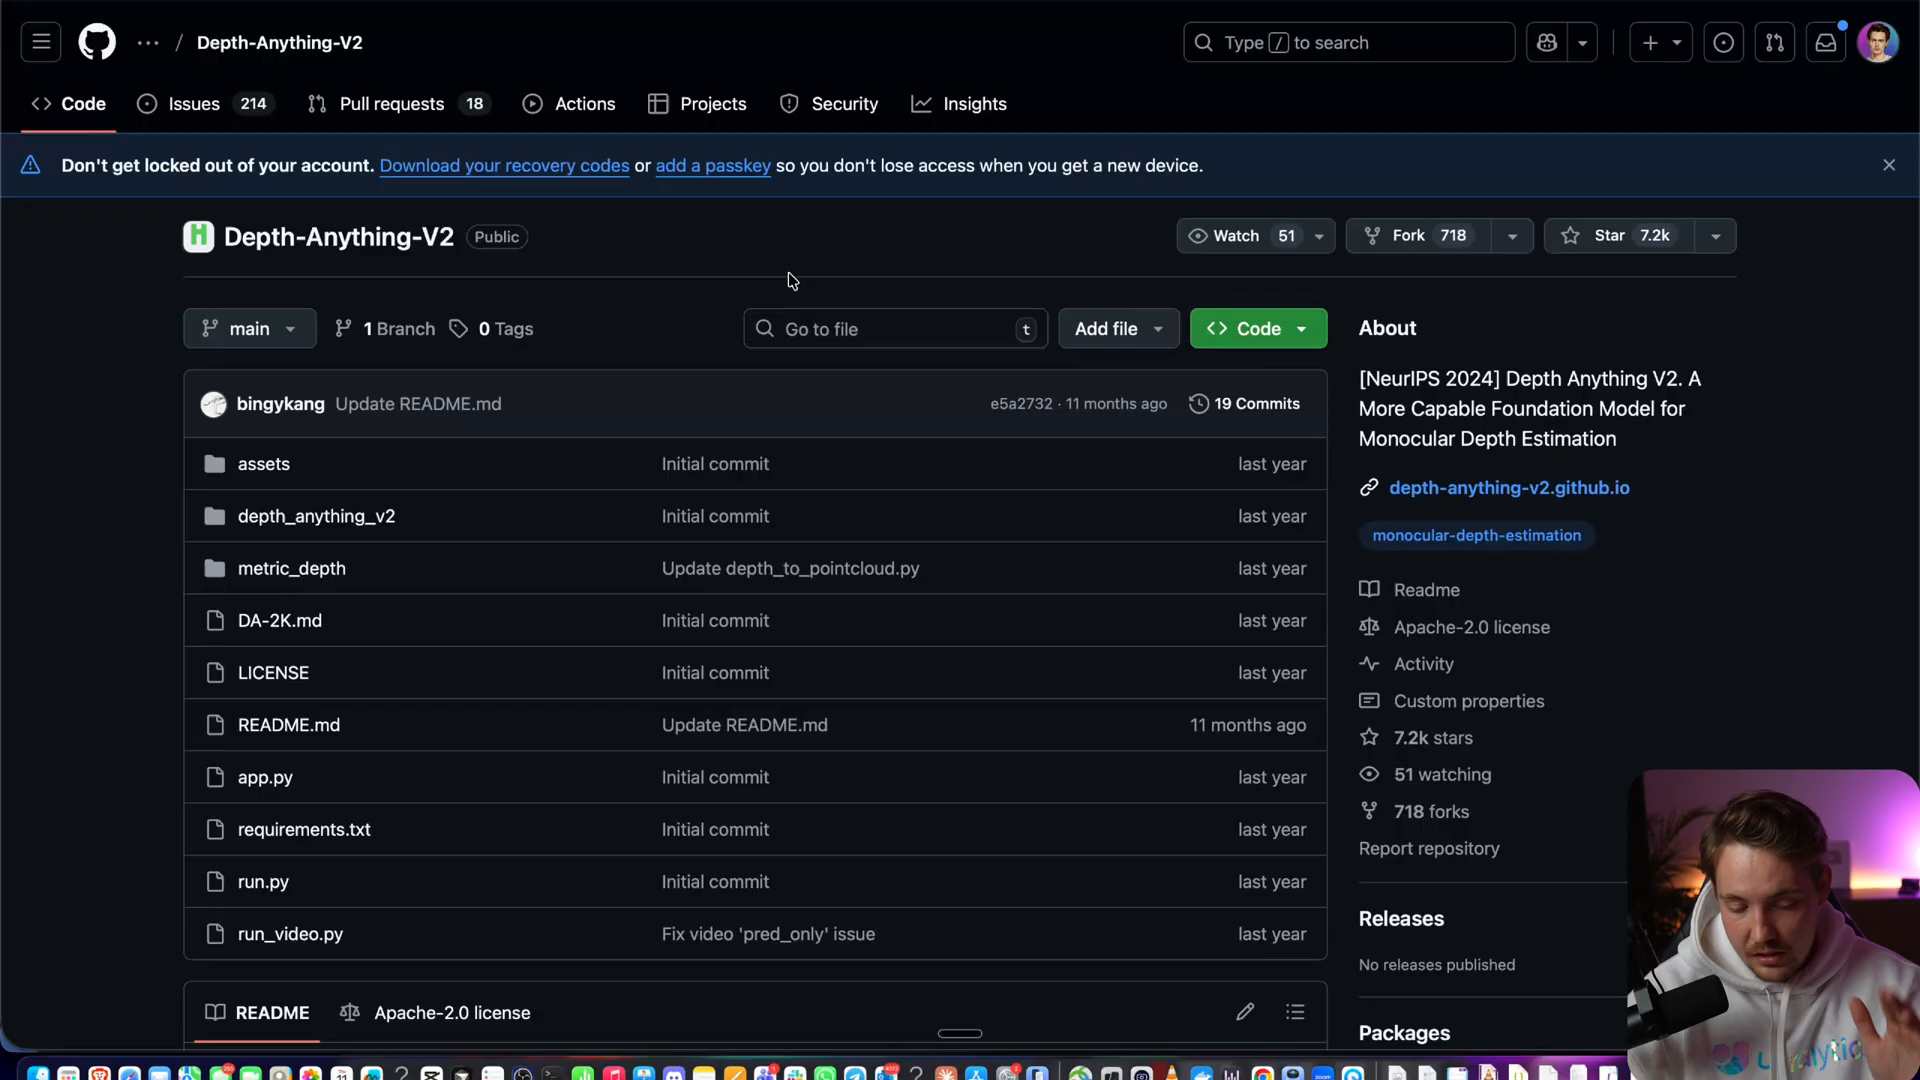 Depth-Anything-V2
Type / to search
Code
Issues 214
Pull requests 18
Actions
Projects
Security
Insights
Don't get locked out of your account. Download your recovery codes or add a passkey so you don't lose access when you get a new device.
Depth-Anything-V2 Public
Watch 51
Fork 718
Star 7.2k
main
1 Branch
0 Tags
Go to file t
Add file
Code
bingykang Update README.md
e5a2732 · 11 months ago
19 Commits
assets Initial commit last year
depth_anything_v2 Initial commit last year
metric_depth Update depth_to_pointcloud.py last year
DA-2K.md Initial commit last year
LICENSE Initial commit last year
README.md Update README.md 11 months ago
app.py Initial commit last year
requirements.txt Initial commit last year
run.py Initial commit last year
run_video.py Fix video 'pred_only' issue last year
README
Apache-2.0 license
About
[NeurIPS 2024] Depth Anything V2. A
More Capable Foundation Model for
Monocular Depth Estimation
depth-anything-v2.github.io
monocular-depth-estimation
Readme
Apache-2.0 license
Activity
Custom properties
7.2k stars
51 watching
718 forks
Report repository
Releases
No releases published
Packages